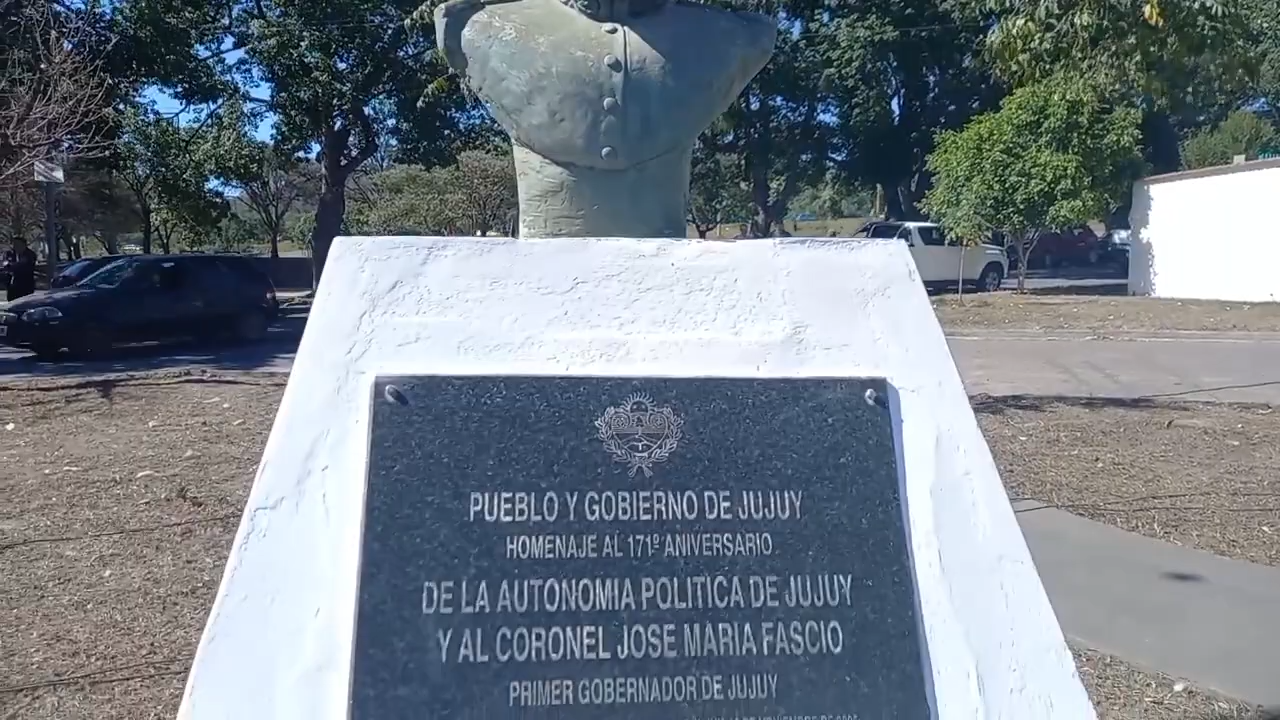 PUEBLO Y GOBIERNO DE JUJUY
HOMENAJE AL 171º ANIVERSARIO
DE LA AUTONOMIA POLITICA DE JUJUY
Y AL CORONEL JOSE MARIA FASCIO
PRIMER GOBERNADOR DE JUJUY